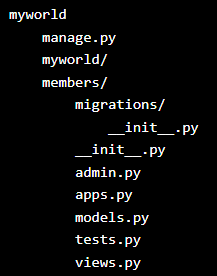 myworld
    manage.py
    myworld/
    members/
        migrations/
            __init__.py
        __init__.py
        admin.py
        apps.py
        models.py
        tests.py
        views.py